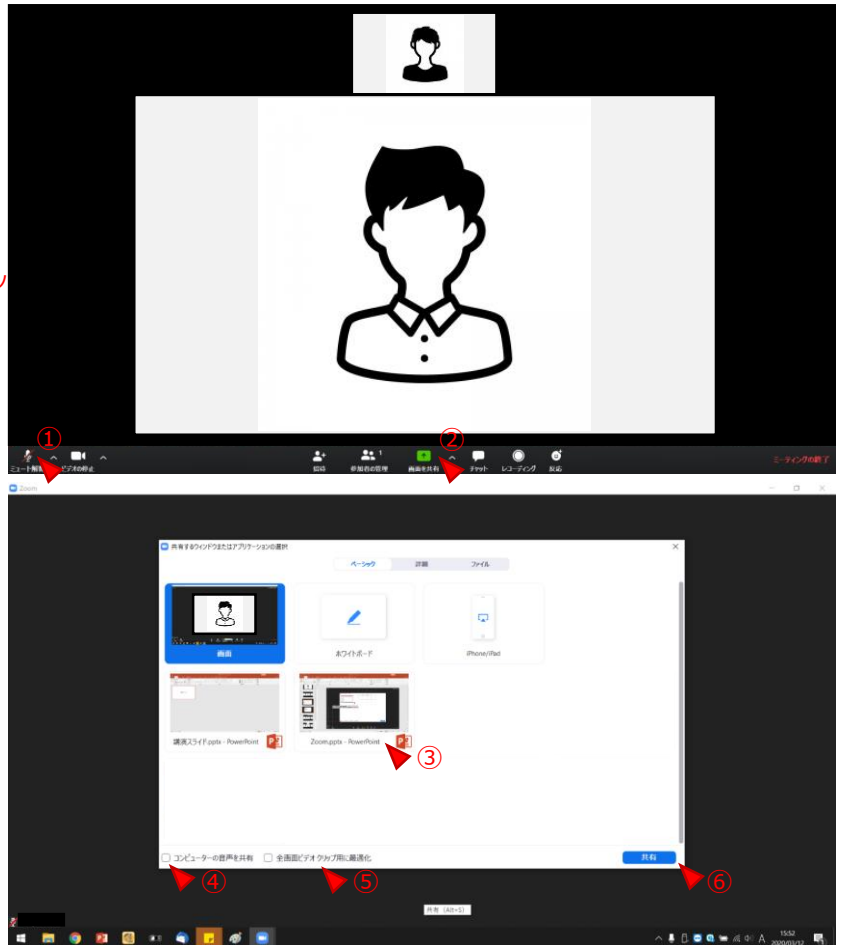 ①
②
ミュート解除
ビデオの停止
招待
1
参加者の管理
画面を共有
チャット
レコーディング
反応
ミーティングの終了
Zoom
共有するウィンドウまたはアプリケーションの選択
ベーシック
詳細
ファイル
画面
ホワイトボード
iPhone/iPad
講演スライド.pptx - PowerPoint
Zoom.pptx - PowerPoint
③
コンピューターの音声を共有
全画面ビデオ クリップ用に最適化
共有
④
⑤
⑥
共有 (Alt+S)
A
15:52
2020/03/12